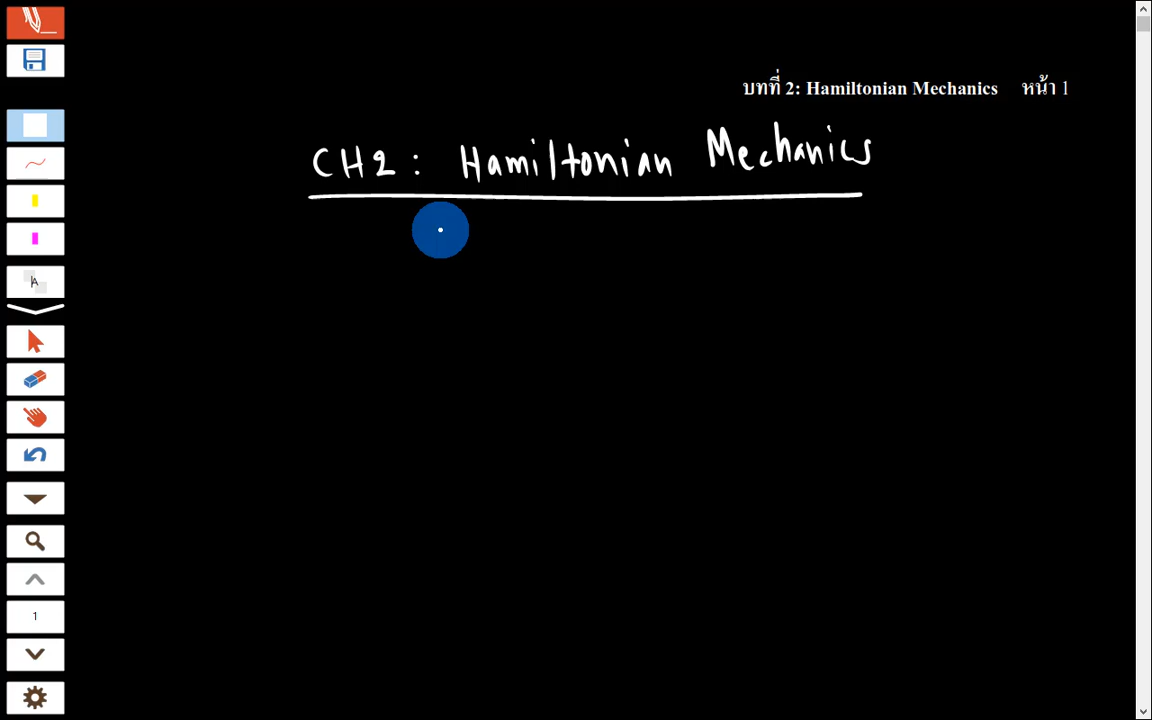 บทที่ 2: Hamiltonian Mechanics หน้า 1
CH2: Hamiltonian Mechanics
A
1